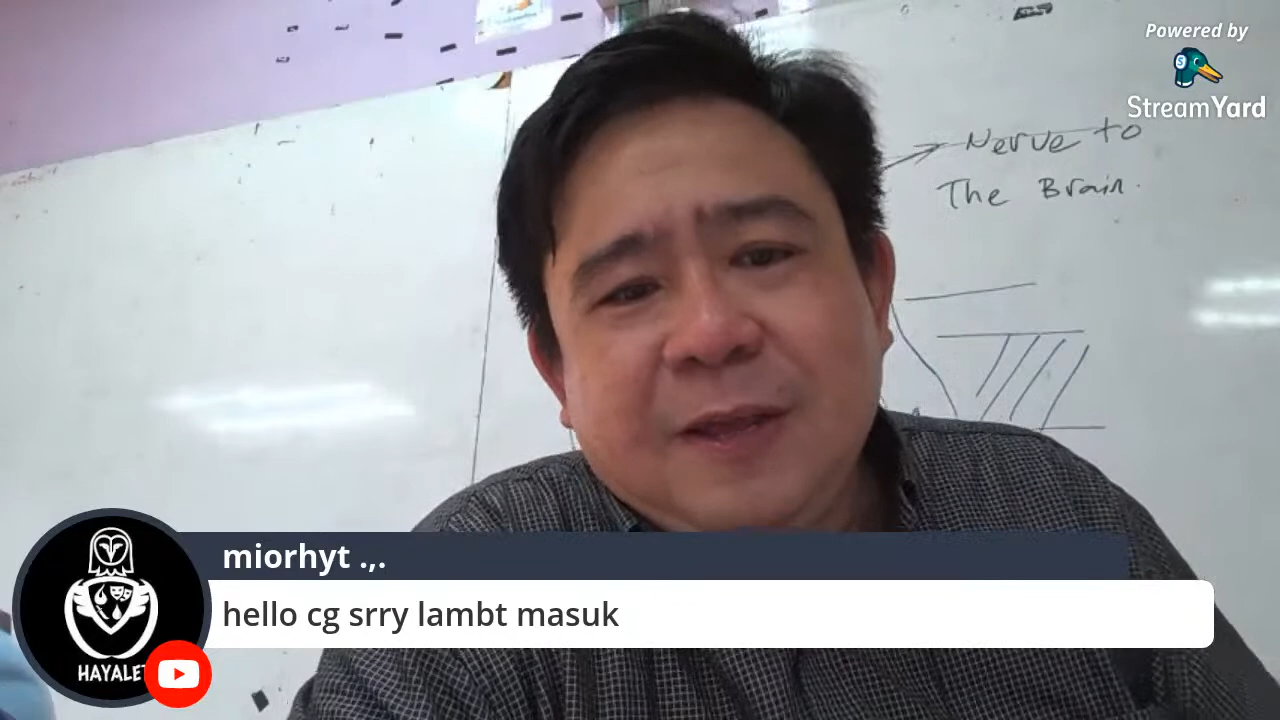 Powered by
StreamYard
Nerve to
The Brain.
miorhyt .,.
hello cg srry lambt masuk
HAYALET